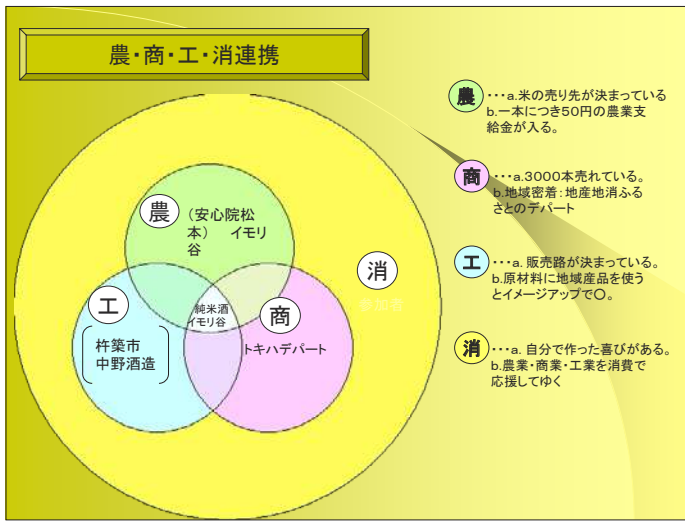 農・商・工・消連携
農
（安心院松
本）　イモリ
谷
工
杵築市
中野酒造
純米酒
イモリ谷
商
トキハデパート
消
参加者
農 ・・・a.米の売り先が決まっている
b.一本につき50円の農業支
給金が入る。
商 ・・・a.3000本売れている。
b.地域密着：地産地消ふる
さとのデパート
工 ・・・a. 販売路が決まっている。
b.原材料に地域産品を使う
とイメージアップで〇。
消 ・・・a. 自分で作った喜びがある。
b.農業・商業・工業を消費で
応援してゆく